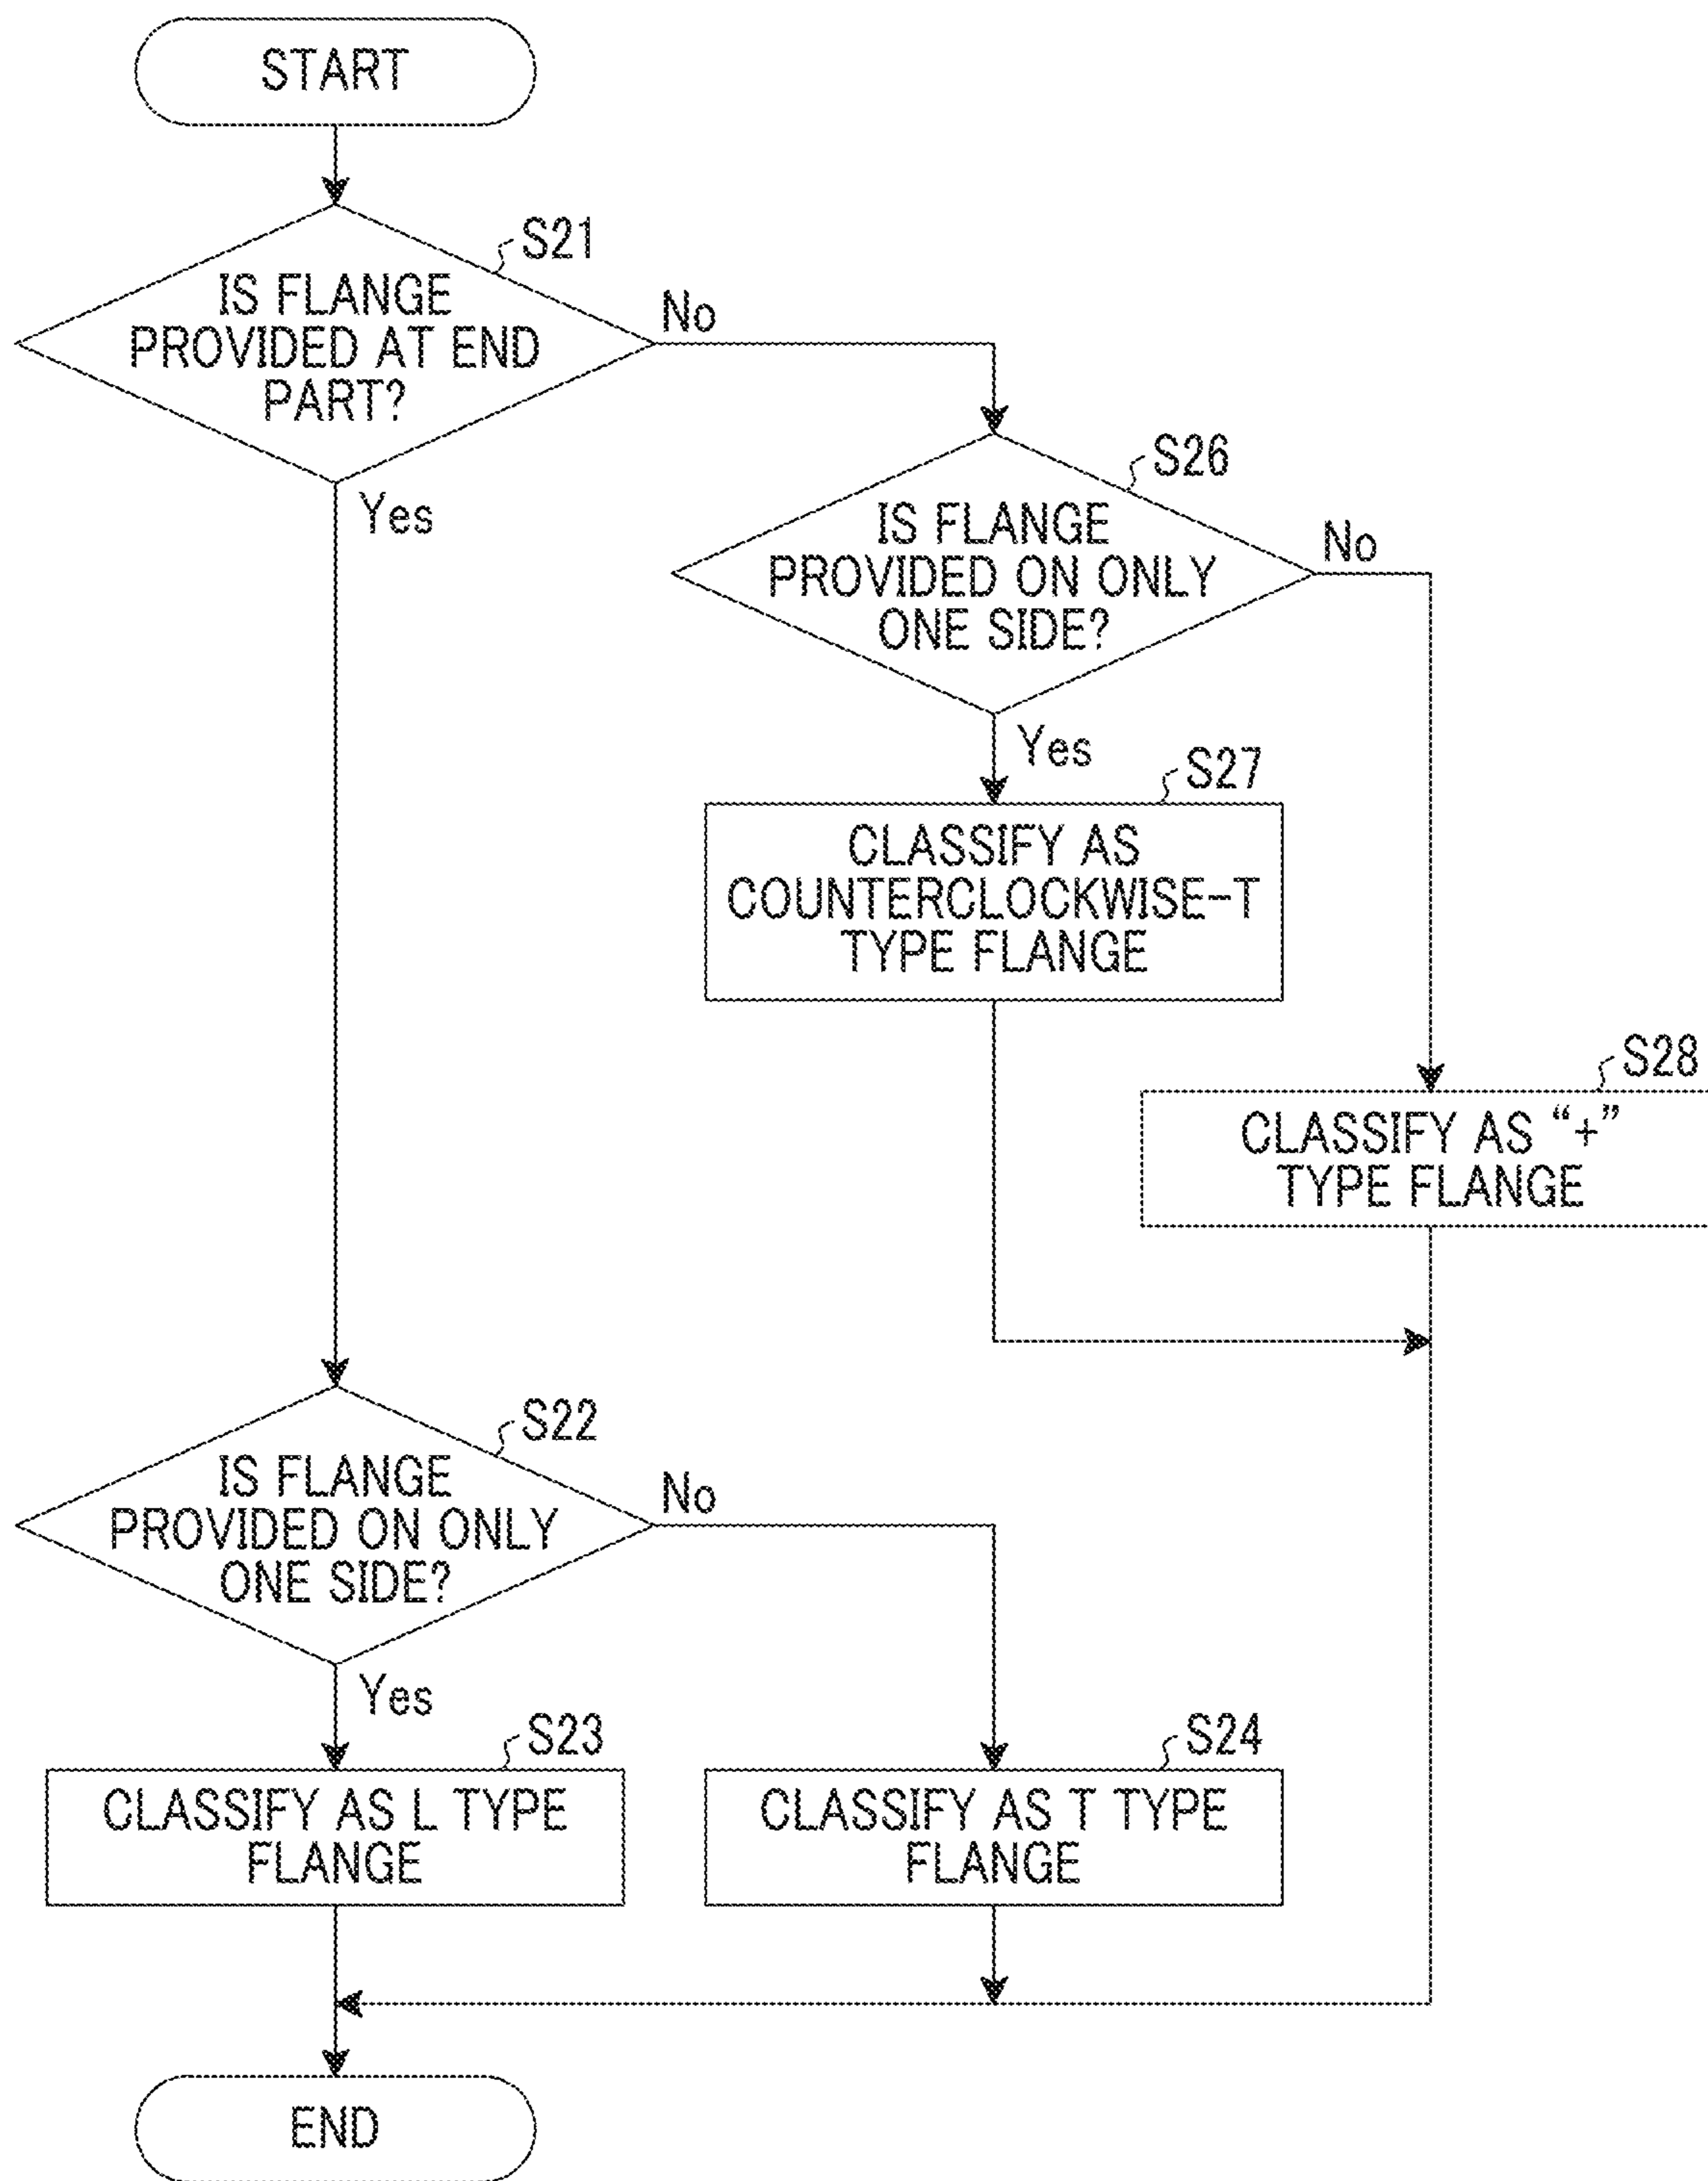 START
S21
IS FLANGE
PROVIDED AT END
PART?
No
Yes
S26
IS FLANGE
PROVIDED ON ONLY
ONE SIDE?
No
Yes
S27
CLASSIFY AS
COUNTERCLOCKWISE-T
TYPE FLANGE
S28
CLASSIFY AS “+”
TYPE FLANGE
S22
IS FLANGE
PROVIDED ON ONLY
ONE SIDE?
No
Yes
S23
CLASSIFY AS L TYPE
FLANGE
S24
CLASSIFY AS T TYPE
FLANGE
END